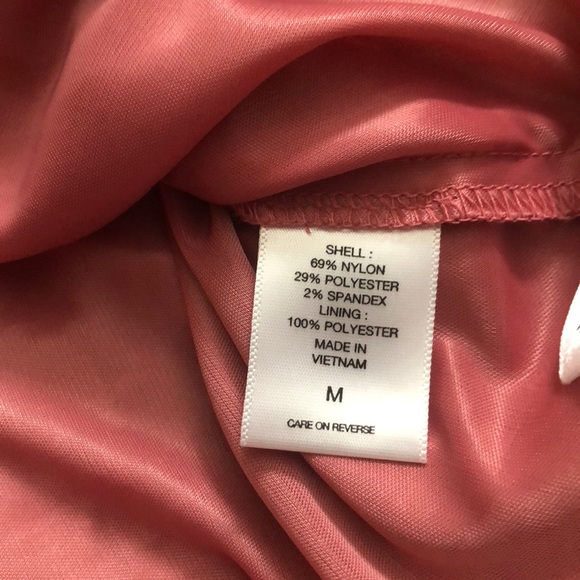 SHELL :
69% NYLON
29% POLYESTER
2% SPANDEX
LINING :
100% POLYESTER
MADE IN
VIETNAM
M
CARE ON REVERSE